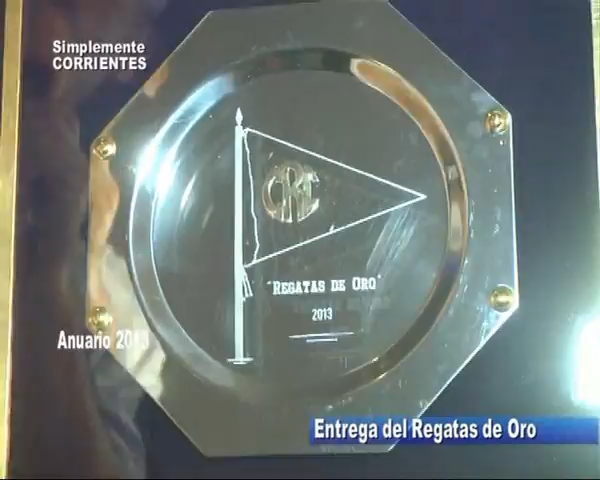 Simplemente
CORRIENTES
CRC
"REGATAS DE ORO"
2013
Anuario 2013
Entrega del Regatas de Oro